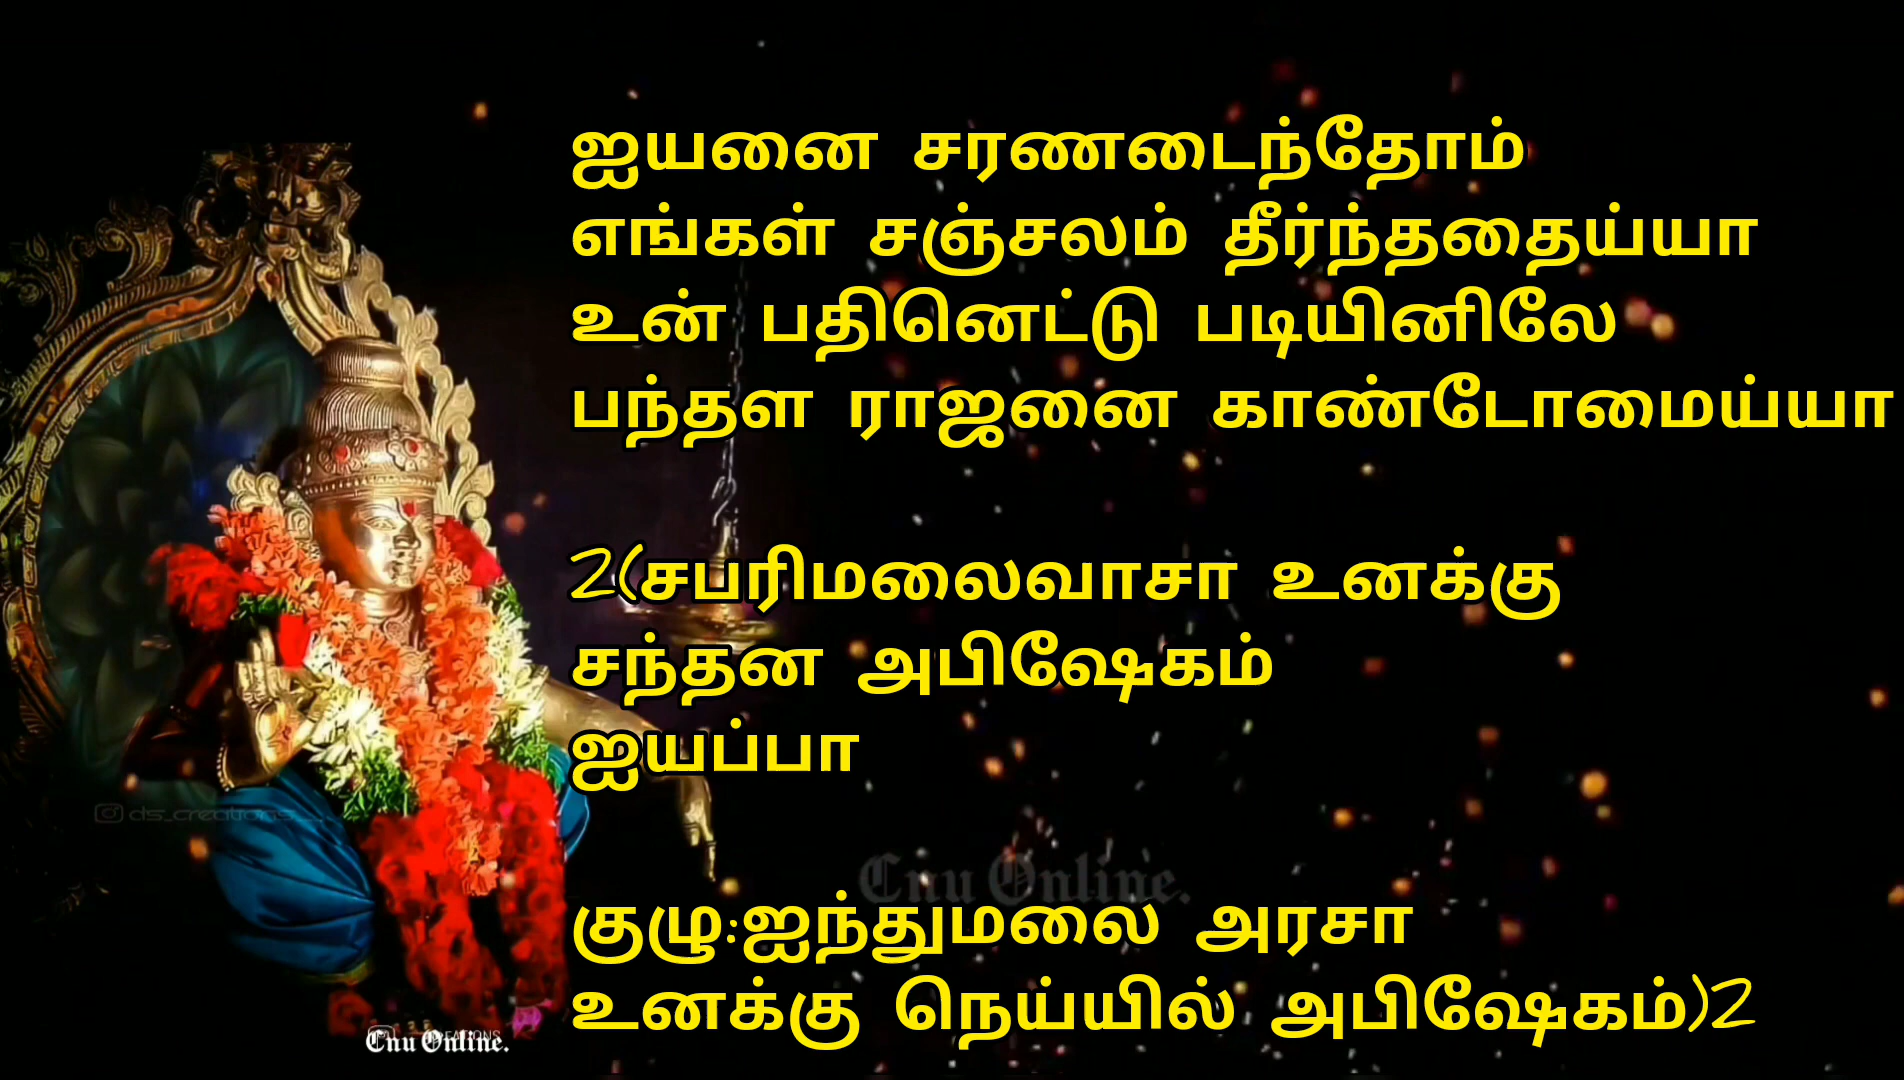 ஐயனை சரணடைந்தோம்
எங்கள் சஞ்சலம் தீர்ந்ததைய்யா
உன் பதினெட்டு படியினிலே
பந்தள ராஜனை காண்டோமைய்யா
2(சபரிமலைவாசா உனக்கு
சந்தன அபிஷேகம்
ஐயப்பா
குழு:ஐந்துமலை அரசா
உனக்கு நெய்யில் அபிஷேகம்)2
ds_creations_
Cnu Online.
Cnu Online.